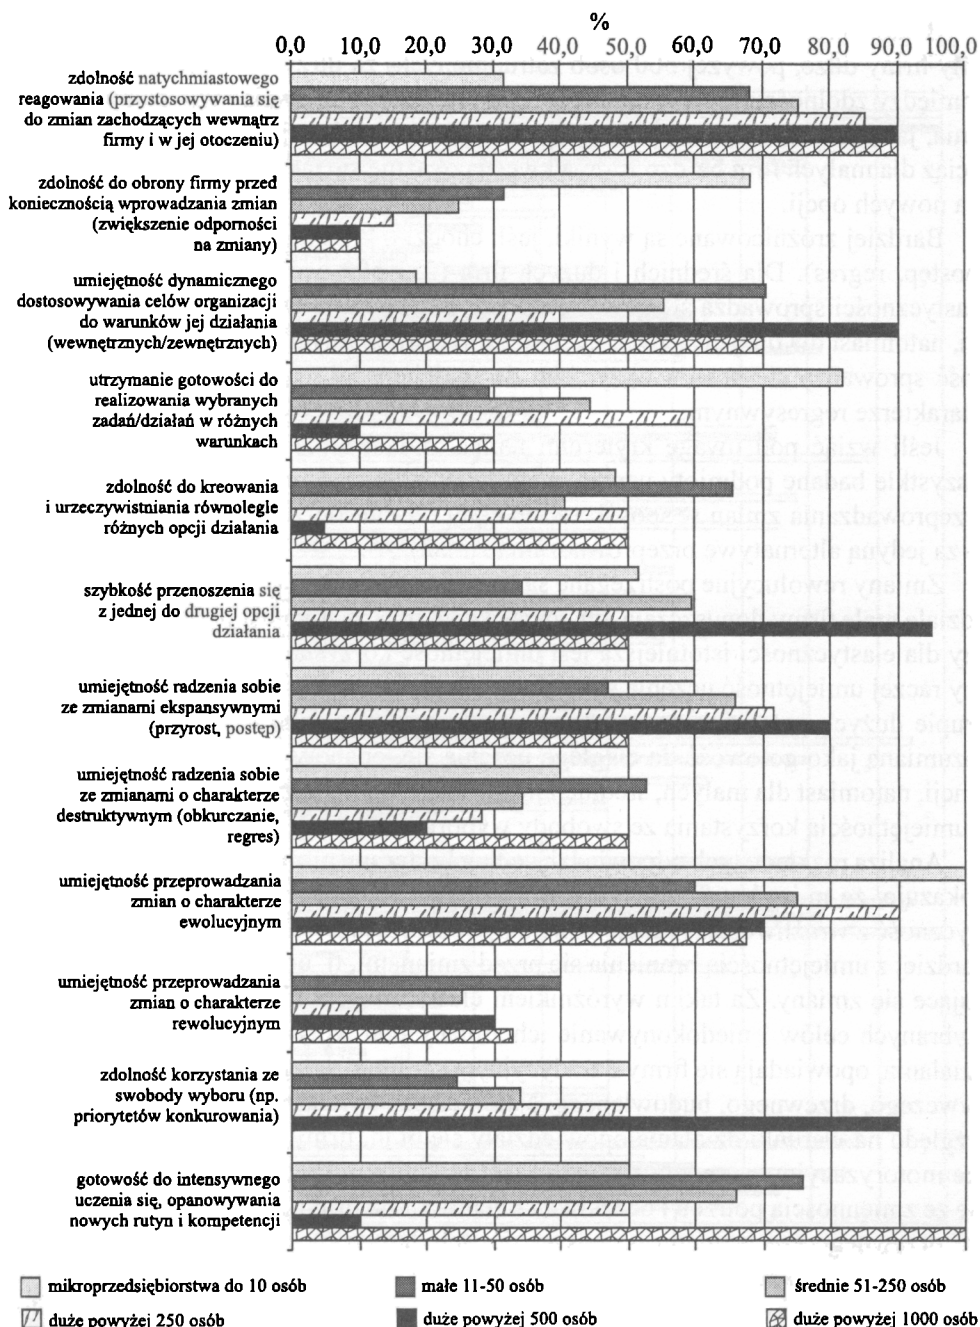 %
0,0 10,0 20,0 30,0 40,0 50,0 60,0 70,0 80,0 90,0 100,0
zdolność natychmiastowego
reagowania (przystosowywania się
do zmian zachodzących wewnątrz
firmy i w jej otoczeniu)
zdolność do obrony firmy przed
koniecznością wprowadzania zmian
(zwiększenie odporności
na zmiany)
umiejętność dynamicznego
dostosowywania celów organizacji
do warunków jej działania
(wewnętrznych/zewnętrznych)
utrzymanie gotowości do
realizowania wybranych
zadań/działań w różnych
warunkach
zdolność do kreowania
i urzeczywistniania równolegle
różnych opcji działania
szybkość przenoszenia się
z jednej do drugiej opcji
działania
umiejętność radzenia sobie
ze zmianami ekspansywnymi
(przyrost, postęp)
umiejętność radzenia sobie
ze zmianami o charakterze
destruktywnym (obkurczanie,
regres)
umiejętność przeprowadzania
zmian o charakterze
ewolucyjnym
umiejętność przeprowadzania
zmian o charakterze
rewolucyjnym
zdolność korzystania ze
swobody wyboru (np.
priorytetów konkurowania)
gotowość do intensywnego
uczenia się, opanowywania
nowych rutyn i kompetencji
mikroprzedsiębiorstwa do 10 osób
małe 11-50 osób
średnie 51-250 osób
duże powyżej 250 osób
duże powyżej 500 osób
duże powyżej 1000 osób